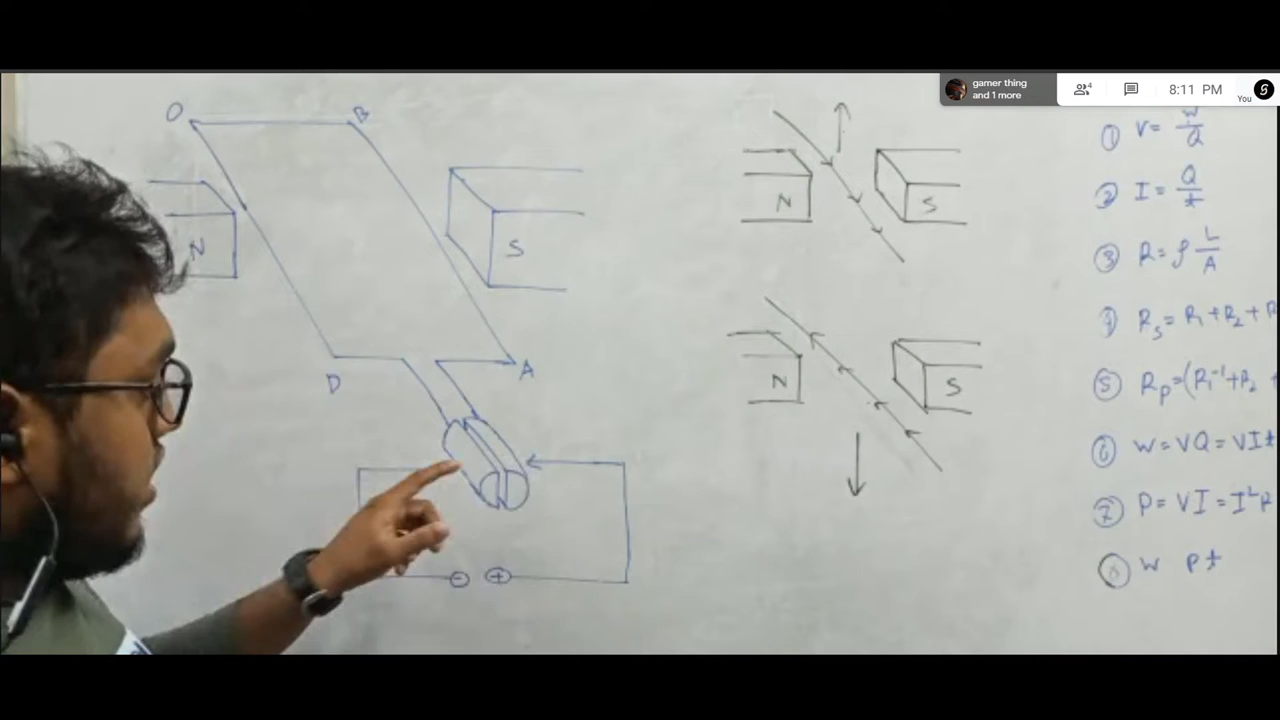 gamer thing
and 1 more
4
8:11 PM
You
O B
N
S
D
A
- +
N
S
N
S
① V = W/Q
② I = Q/t
③ R = ρ L/A
④ Rs = R1 + R2 +
⑤ Rp = (R1⁻¹ + R2
⑥ W = VQ = VIt
⑦ P = VI = I²R
⑧ W Pt